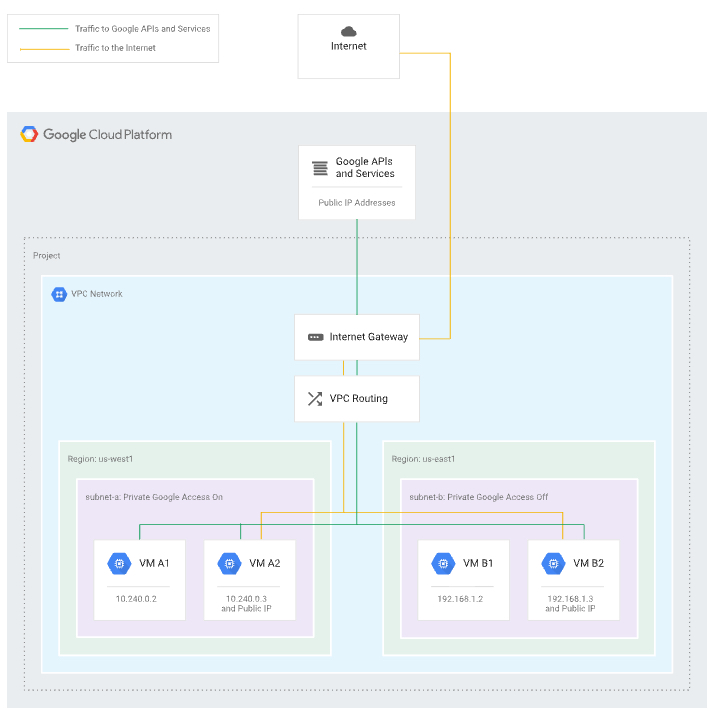 Traffic to Google APIs and Services
Traffic to the Internet
Internet
Google Cloud Platform
Google APIs
and Services
Public IP Addresses
Project
VPC Network
Internet Gateway
VPC Routing
Region: us-west1
Region: us-east1
subnet-a: Private Google Access On
subnet-b: Private Google Access Off
VM A1
10.240.0.2
VM A2
10.240.0.3
and Public IP
VM B1
192.168.1.2
VM B2
192.168.1.3
and Public IP